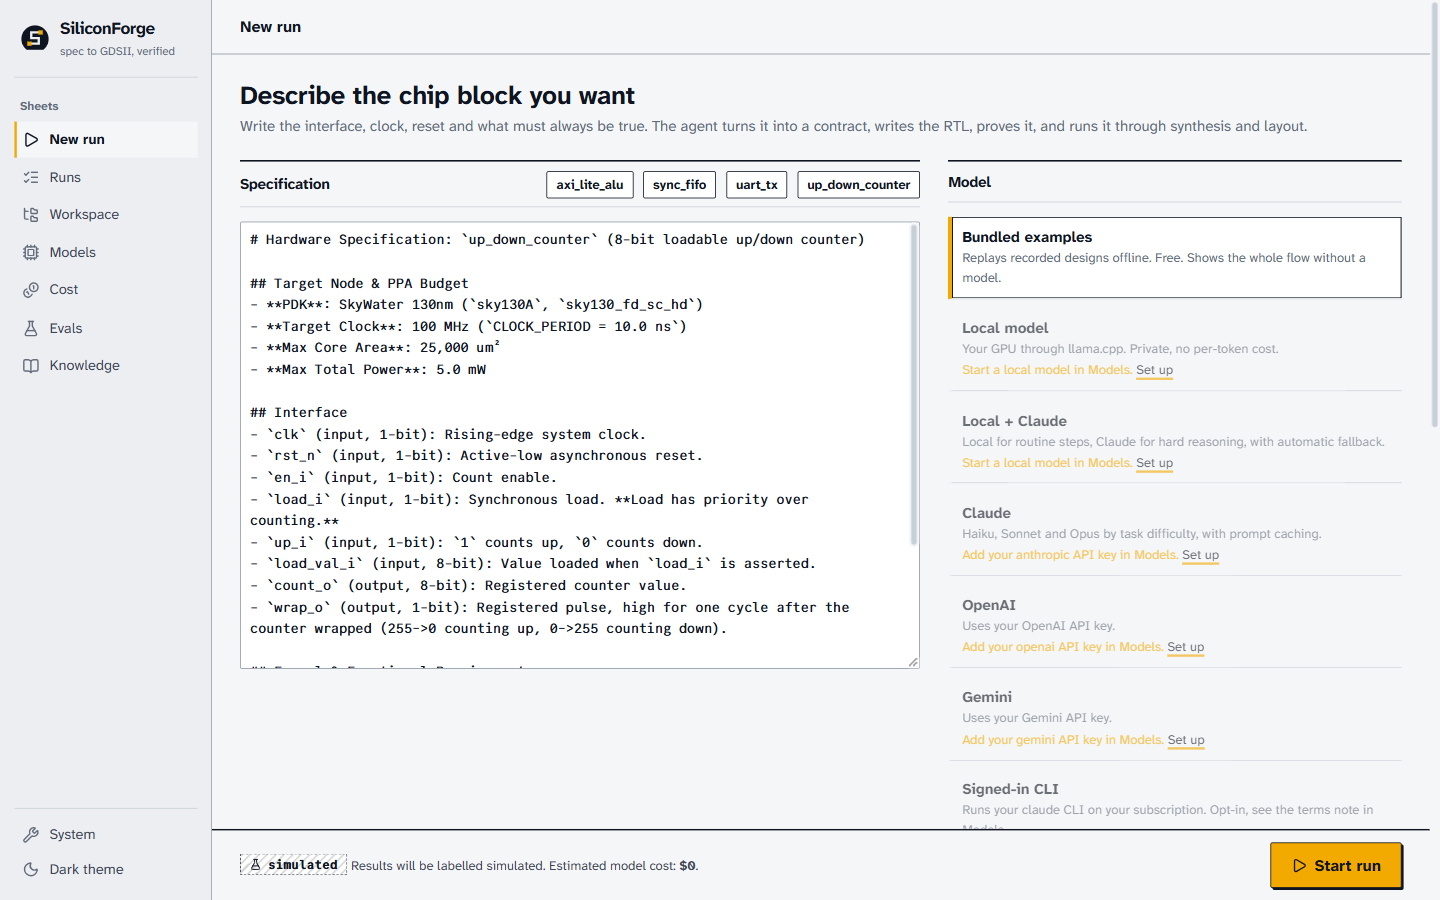 SiliconForge
spec to GDSII, verified
Sheets
New run
Runs
Workspace
Models
Cost
Evals
Knowledge
System
Dark theme
New run
Describe the chip block you want
Write the interface, clock, reset and what must always be true. The agent turns it into a contract, writes the RTL, proves it, and runs it through synthesis and layout.
Specification
axi_lite_alu
sync_fifo
uart_tx
up_down_counter
# Hardware Specification: `up_down_counter` (8-bit loadable up/down counter)
## Target Node & PPA Budget
- **PDK**: SkyWater 130nm (`sky130A`, `sky130_fd_sc_hd`)
- **Target Clock**: 100 MHz (`CLOCK_PERIOD = 10.0 ns`)
- **Max Core Area**: 25,000 um²
- **Max Total Power**: 5.0 mW
## Interface
- `clk` (input, 1-bit): Rising-edge system clock.
- `rst_n` (input, 1-bit): Active-low asynchronous reset.
- `en_i` (input, 1-bit): Count enable.
- `load_i` (input, 1-bit): Synchronous load. **Load has priority over
counting.**
- `up_i` (input, 1-bit): `1` counts up, `0` counts down.
- `load_val_i` (input, 8-bit): Value loaded when `load_i` is asserted.
- `count_o` (output, 8-bit): Registered counter value.
- `wrap_o` (output, 1-bit): Registered pulse, high for one cycle after the
counter wrapped (255->0 counting up, 0->255 counting down).
Model
Bundled examples
Replays recorded designs offline. Free. Shows the whole flow without a
model.
Local model
Your GPU through llama.cpp. Private, no per-token cost.
Start a local model in Models. Set up
Local + Claude
Local for routine steps, Claude for hard reasoning, with automatic fallback.
Start a local model in Models. Set up
Claude
Haiku, Sonnet and Opus by task difficulty, with prompt caching.
Add your anthropic API key in Models. Set up
OpenAI
Uses your OpenAI API key.
Add your openai API key in Models. Set up
Gemini
Uses your Gemini API key.
Add your gemini API key in Models. Set up
Signed-in CLI
Runs your claude CLI on your subscription. Opt-in, see the terms note in
simulated Results will be labelled simulated. Estimated model cost: $0.
Start run